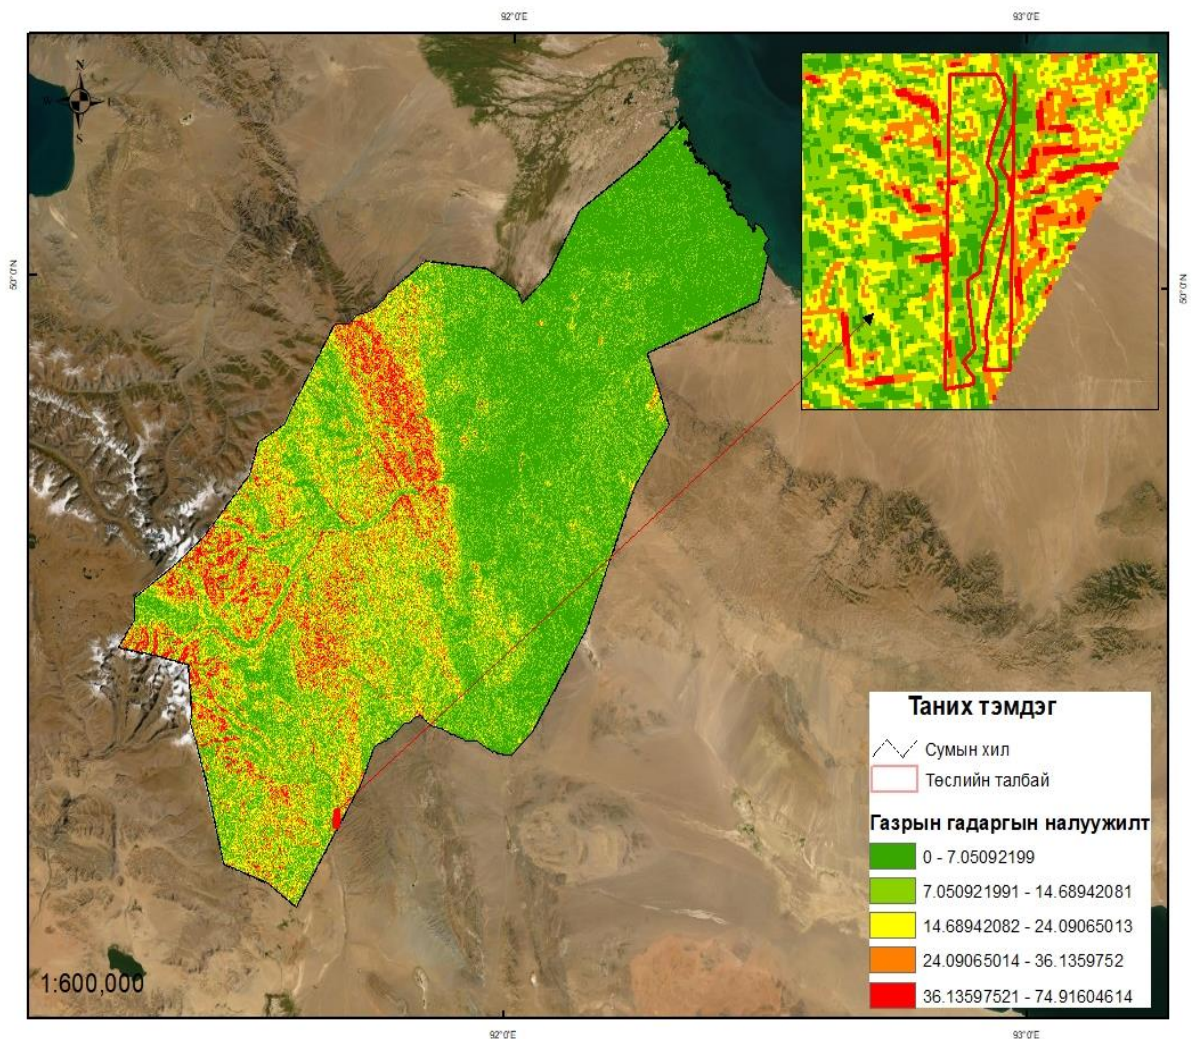 92°0'E 93°0'E
N
W E
S
50°0'N
50°0'N
Таних тэмдэг
Сумын хил
Төслийн талбай
Газрын гадаргын налуужилт
0 - 7.05092199
7.050921991 - 14.68942081
14.68942082 - 24.09065013
24.09065014 - 36.1359752
36.13597521 - 74.91604614
1:600,000
92°0'E 93°0'E